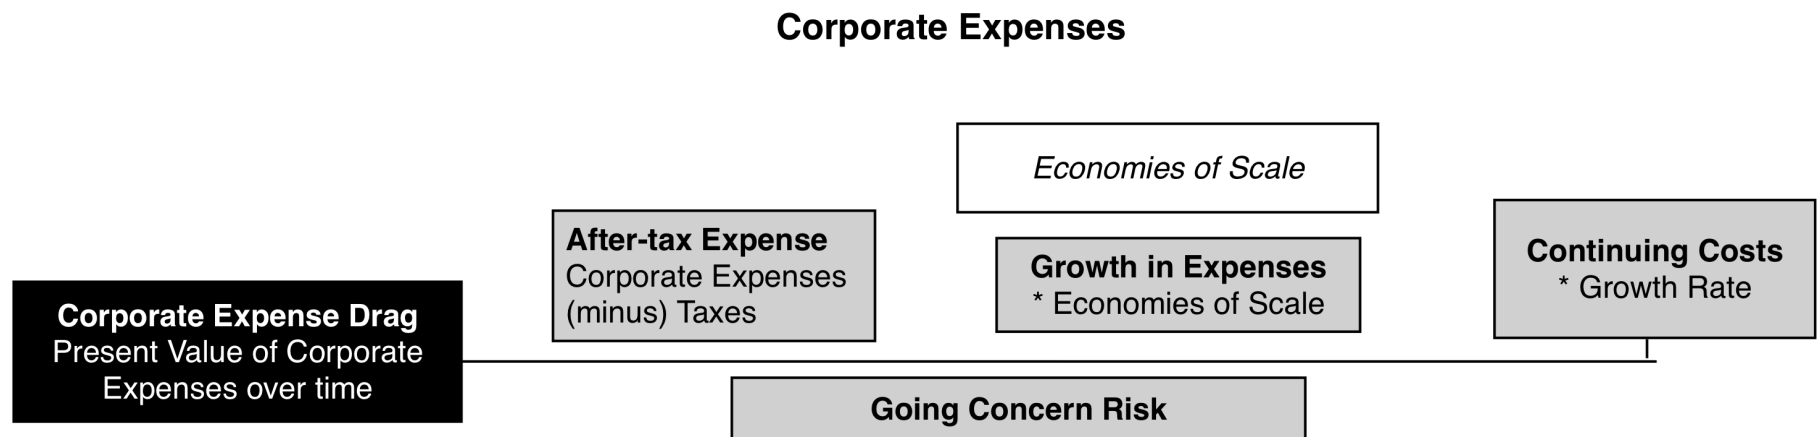 Corporate Expenses
Economies of Scale
After-tax Expense
Corporate Expenses
(minus) Taxes
Growth in Expenses
* Economies of Scale
Continuing Costs
* Growth Rate
Corporate Expense Drag
Present Value of Corporate
Expenses over time
Going Concern Risk